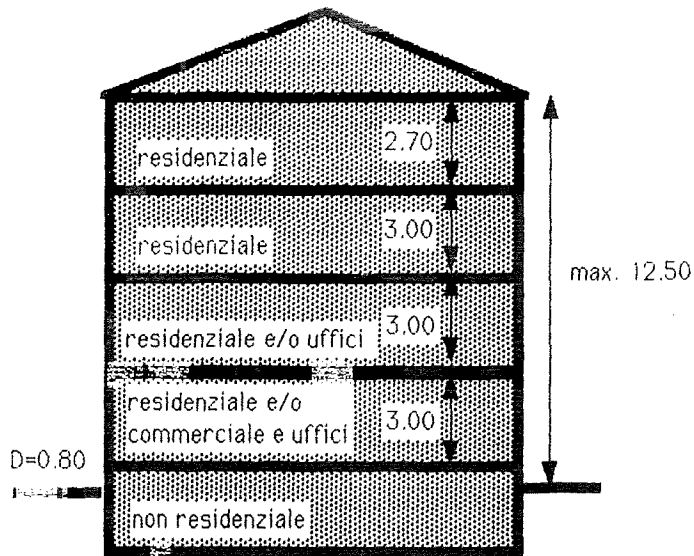 residenziale
2.70
residenziale
3.00
max. 12.50
residenziale e/o uffici
3.00
residenziale e/o
commerciale e uffici
3.00
D=0.80
non residenziale